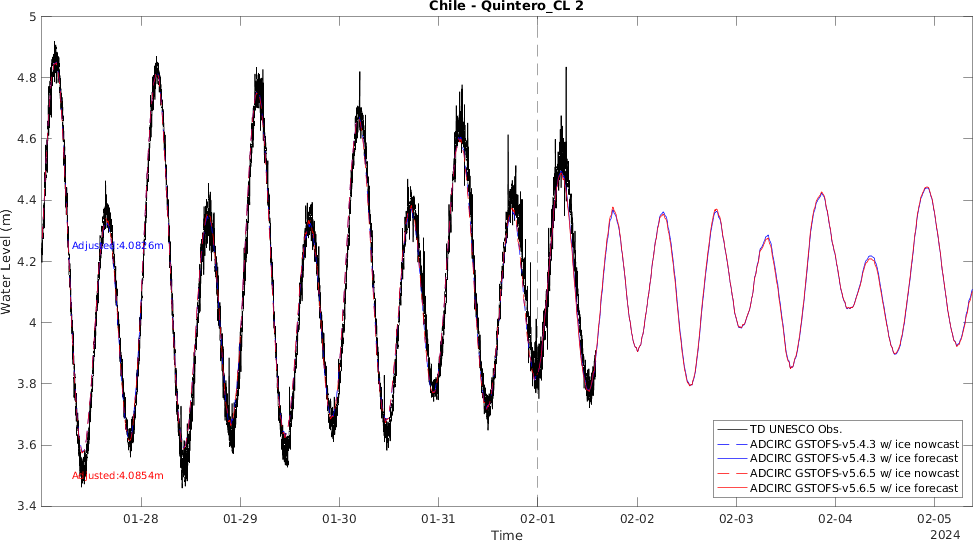 Chile - Quintero_CL 2
Water Level (m)
5
4.8
4.6
4.4
4.2
4
3.8
3.6
3.4
Adjusted:4.0826m
Adjusted:4.0854m
TD UNESCO Obs.
ADCIRC GSTOFS-v5.4.3 w/ ice nowcast
ADCIRC GSTOFS-v5.4.3 w/ ice forecast
ADCIRC GSTOFS-v5.6.5 w/ ice nowcast
ADCIRC GSTOFS-v5.6.5 w/ ice forecast
01-28 01-29 01-30 01-31 02-01 02-02 02-03 02-04 02-05
Time 2024